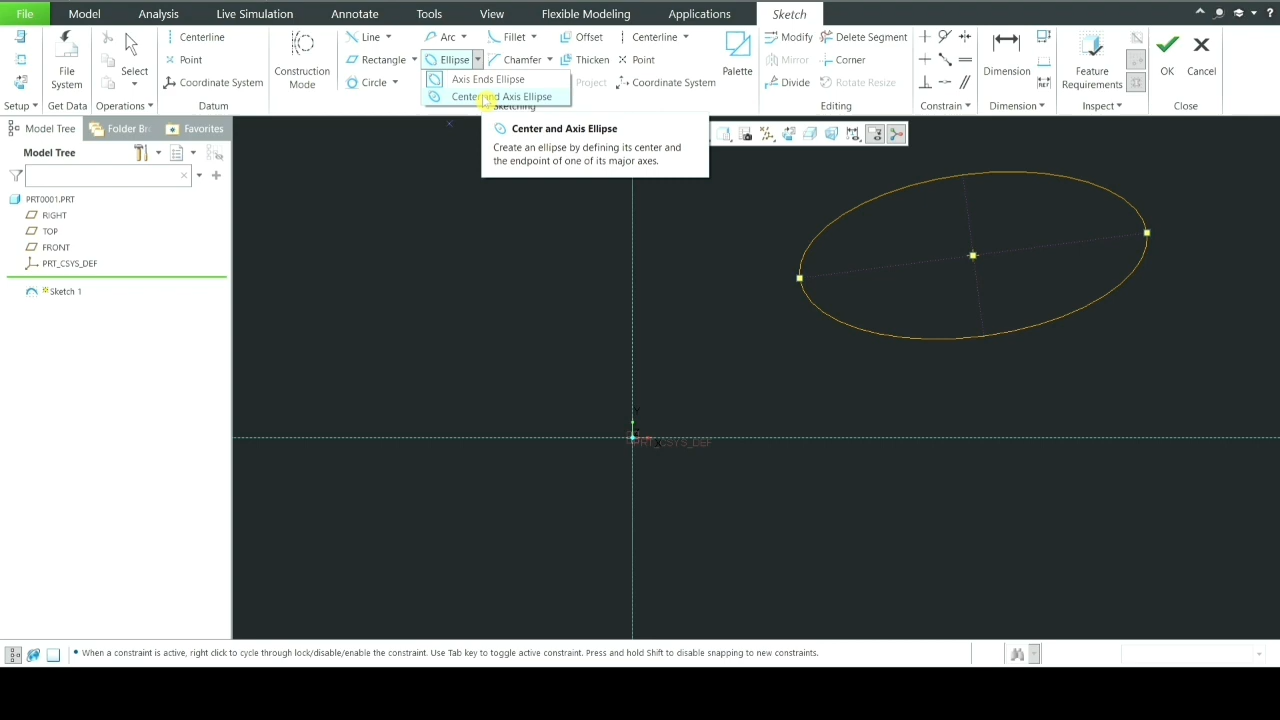 File Model Analysis Live Simulation Annotate Tools View Flexible Modeling Applications Sketch
Line Arc Fillet Offset Centerline Modify Delete Segment
Centerline
Rectangle Ellipse Chamfer Thicken Point Mirror Corner
Point
File System Select Construction Mode Palette Dimension Feature Requirements OK Cancel
Coordinate System Circle Axis Ends Ellipse Project Coordinate System Divide Rotate Resize
Center and Axis Ellipse
Setup Get Data Operations Datum Sketching Editing Constrain Dimension Inspect Close
Model Tree Folder Br Favorites
Center and Axis Ellipse
Create an ellipse by defining its center and
the endpoint of one of its major axes.
Model Tree
PRT0001.PRT
RIGHT
TOP
FRONT
PRT_CSYS_DEF
Sketch 1
Y
PRT_CSYS_DEF
When a constraint is active, right click to cycle through lock/disable/enable the constraint. Use Tab key to toggle active constraint. Press and hold Shift to disable snapping to new constraints.